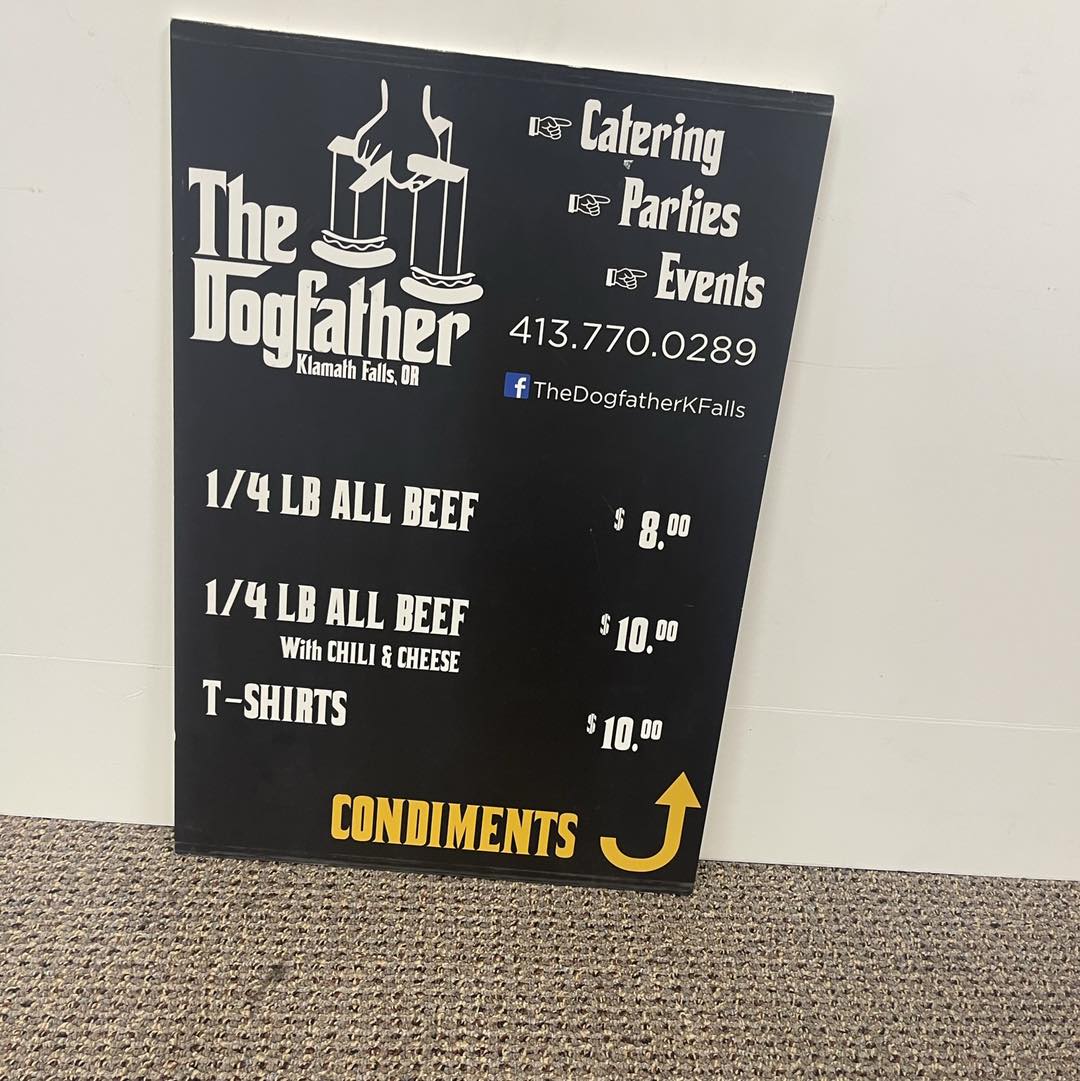 The
Dogfather
Klamath Falls, OR
Catering
Parties
Events
413.770.0289
f TheDogfatherKFalls
1/4 LB ALL BEEF $ 8.00
1/4 LB ALL BEEF $ 10.00
With CHILI & CHEESE
T-SHIRTS $ 10.00
CONDIMENTS